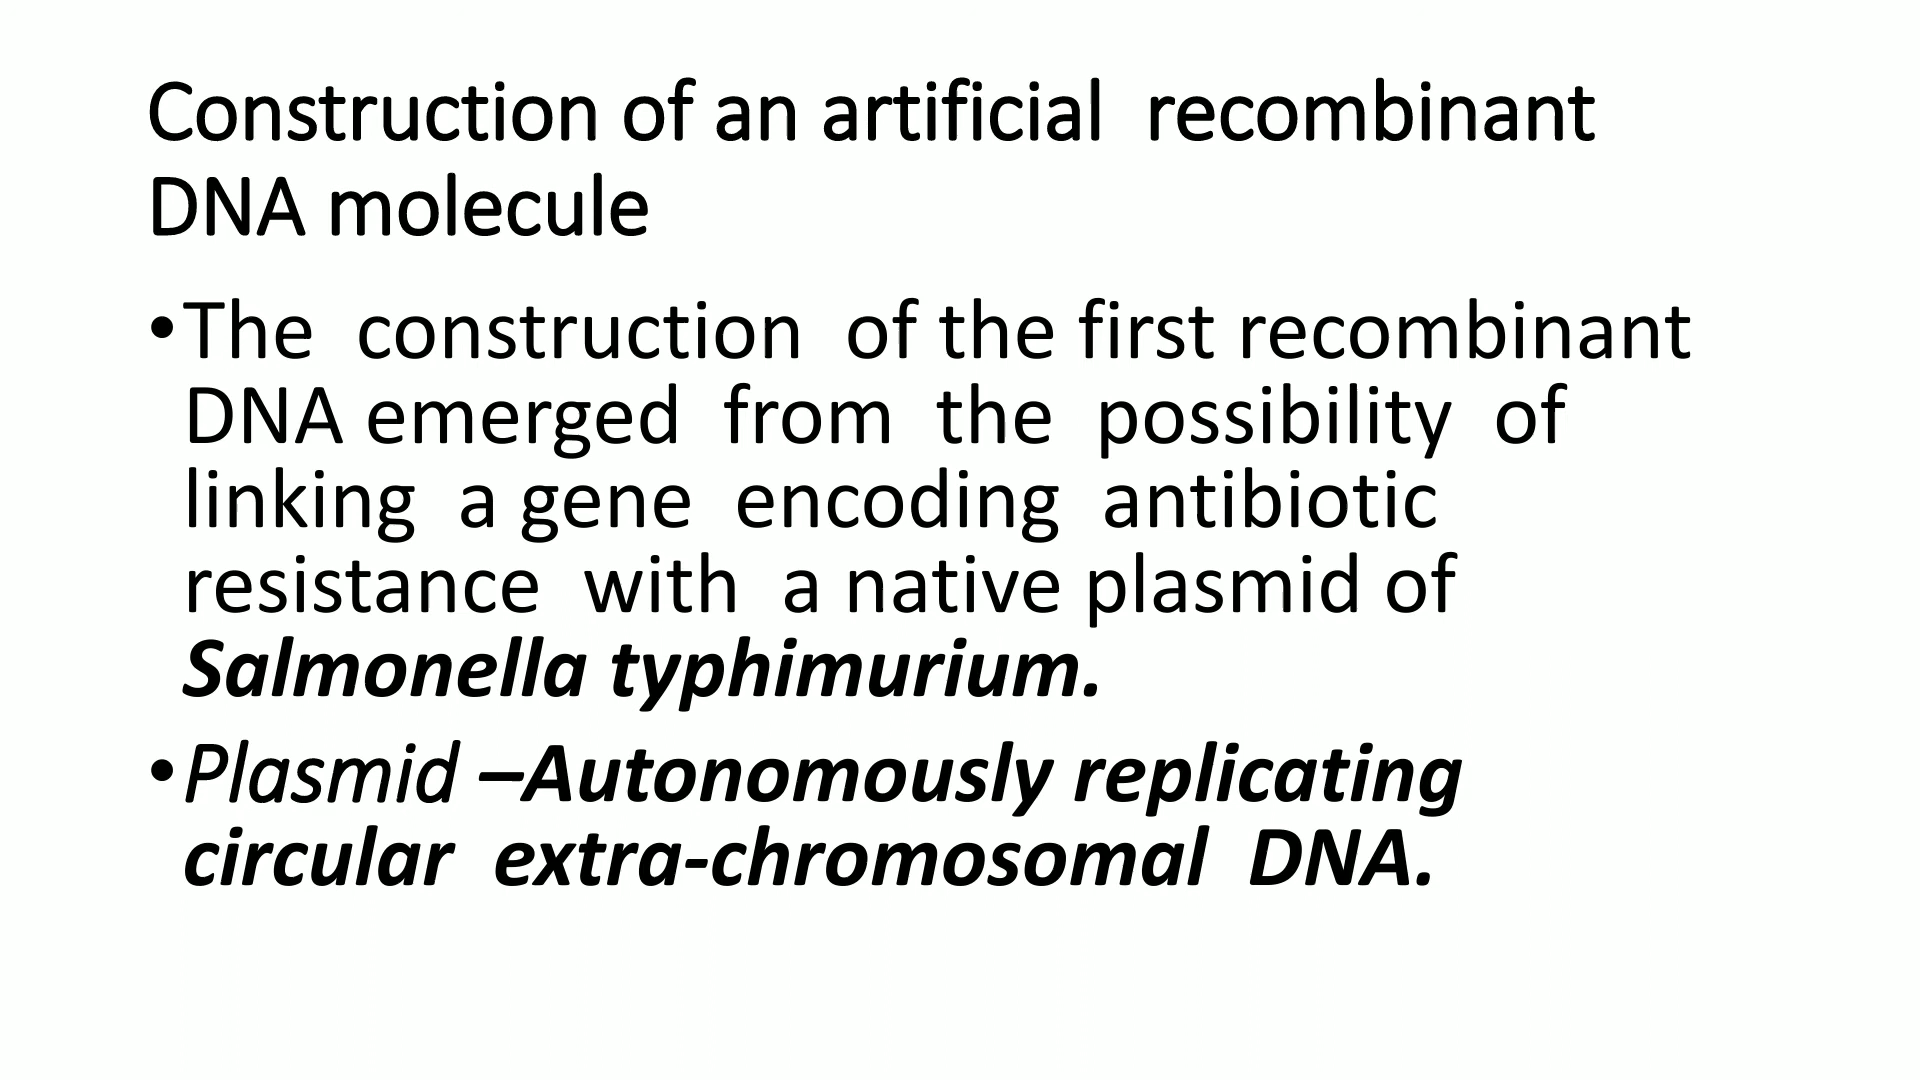 Construction of an artificial  recombinant
DNA molecule
•The  construction  of the first recombinant
DNA emerged  from  the  possibility  of
linking  a gene  encoding  antibiotic
resistance  with  a native plasmid of
Salmonella typhimurium.
•Plasmid –Autonomously replicating
circular  extra-chromosomal  DNA.